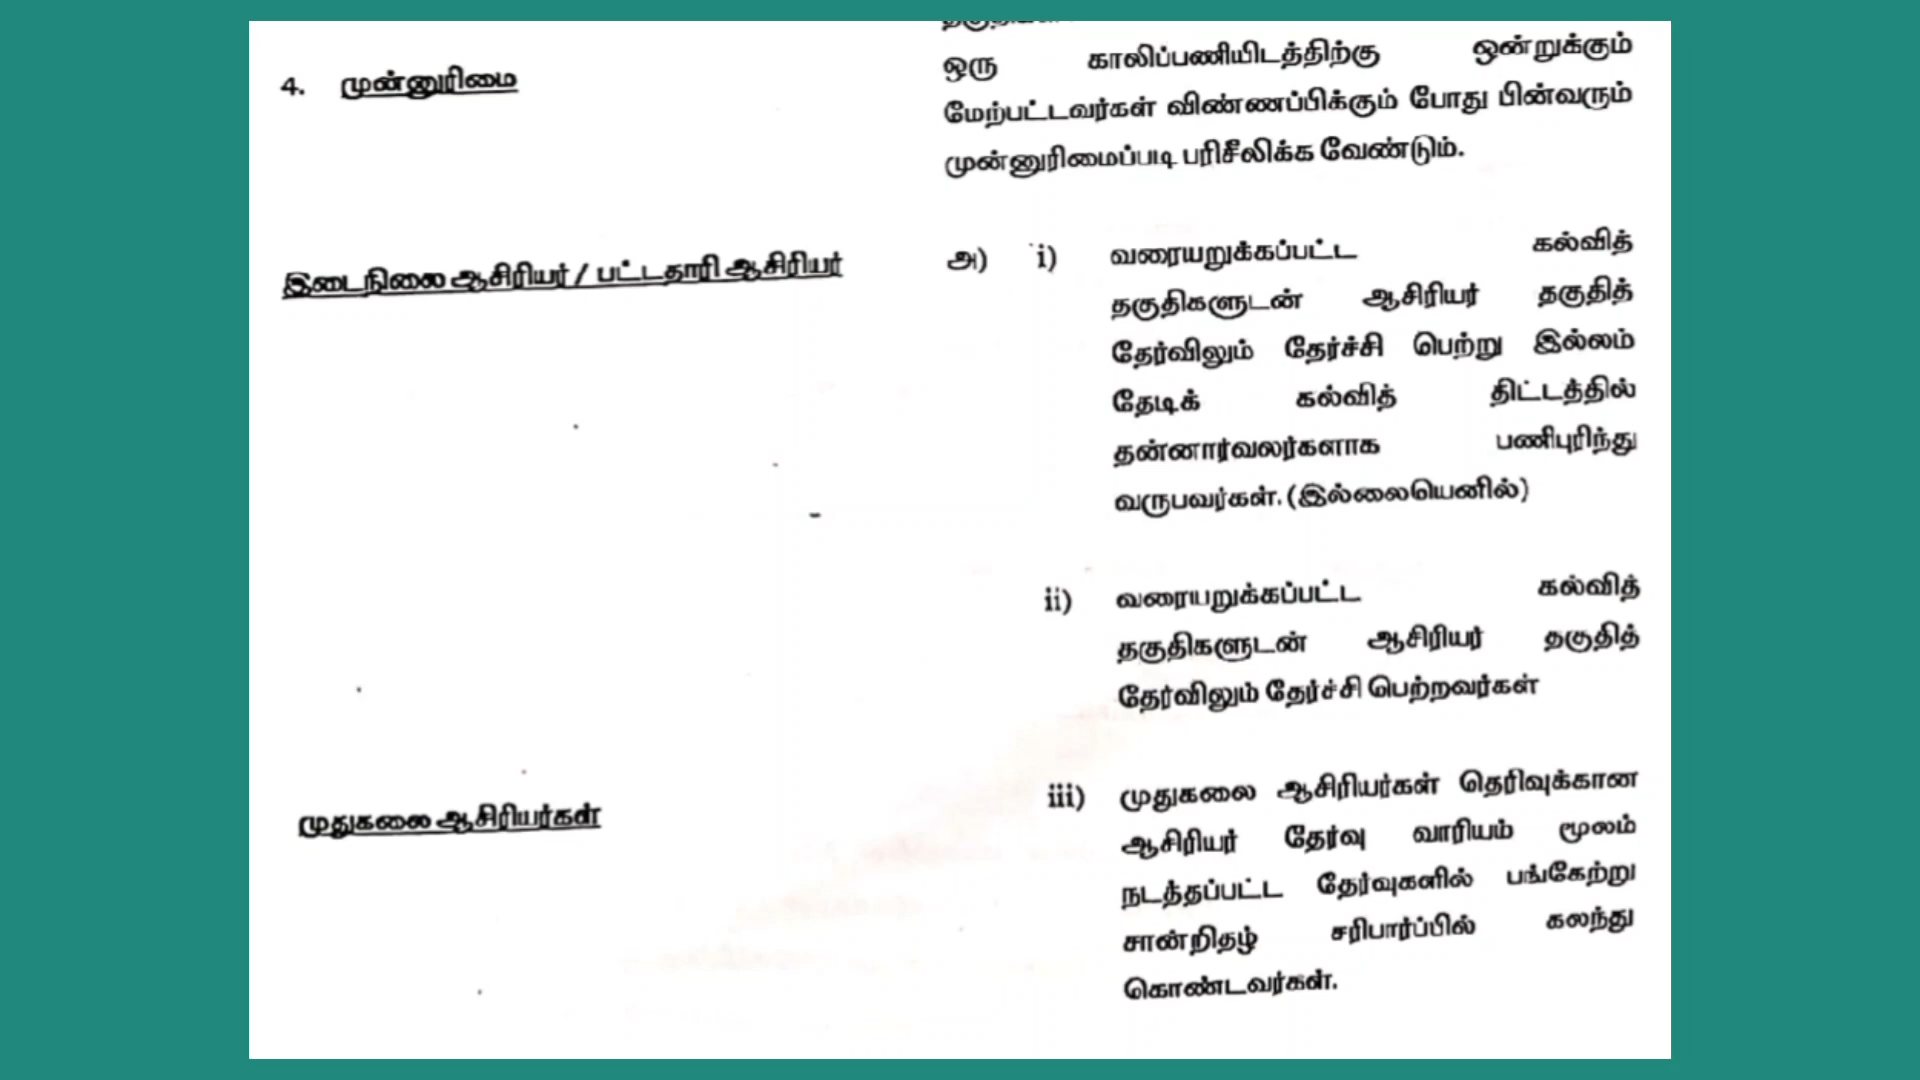 4. முன்னுரிமை
ஒரு காலிப்பணியிடத்திற்கு ஒன்றுக்கும்
மேற்பட்டவர்கள் விண்ணப்பிக்கும் போது பின்வரும்
முன்னுரிமைப்படி பரிசீலிக்க வேண்டும்.
இடைநிலை ஆசிரியர் / பட்டதாரி ஆசிரியர்
அ) i) வரையறுக்கப்பட்ட கல்வித்
தகுதிகளுடன் ஆசிரியர் தகுதித்
தேர்விலும் தேர்ச்சி பெற்று இல்லம்
தேடிக் கல்வித் திட்டத்தில்
தன்னார்வலர்களாக பணிபுரிந்து
வருபவர்கள். (இல்லையெனில்)
ii) வரையறுக்கப்பட்ட கல்வித்
தகுதிகளுடன் ஆசிரியர் தகுதித்
தேர்விலும் தேர்ச்சி பெற்றவர்கள்
முதுகலை ஆசிரியர்கள்
iii) முதுகலை ஆசிரியர்கள் தெரிவுக்கான
ஆசிரியர் தேர்வு வாரியம் மூலம்
நடத்தப்பட்ட தேர்வுகளில் பங்கேற்று
சான்றிதழ் சரிபார்ப்பில் கலந்து
கொண்டவர்கள்.